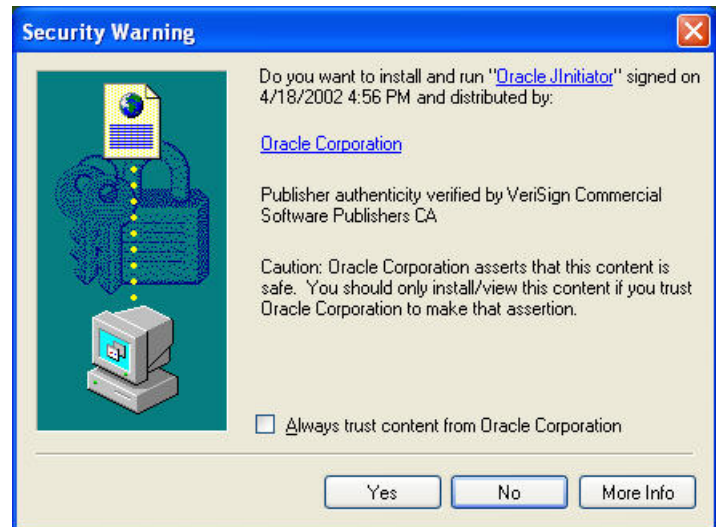 Security Warning
Do you want to install and run "Oracle JInitiator" signed on
4/18/2002 4:56 PM and distributed by:
Oracle Corporation
Publisher authenticity verified by VeriSign Commercial
Software Publishers CA
Caution: Oracle Corporation asserts that this content is
safe. You should only install/view this content if you trust
Oracle Corporation to make that assertion.
Always trust content from Oracle Corporation
Yes No More Info